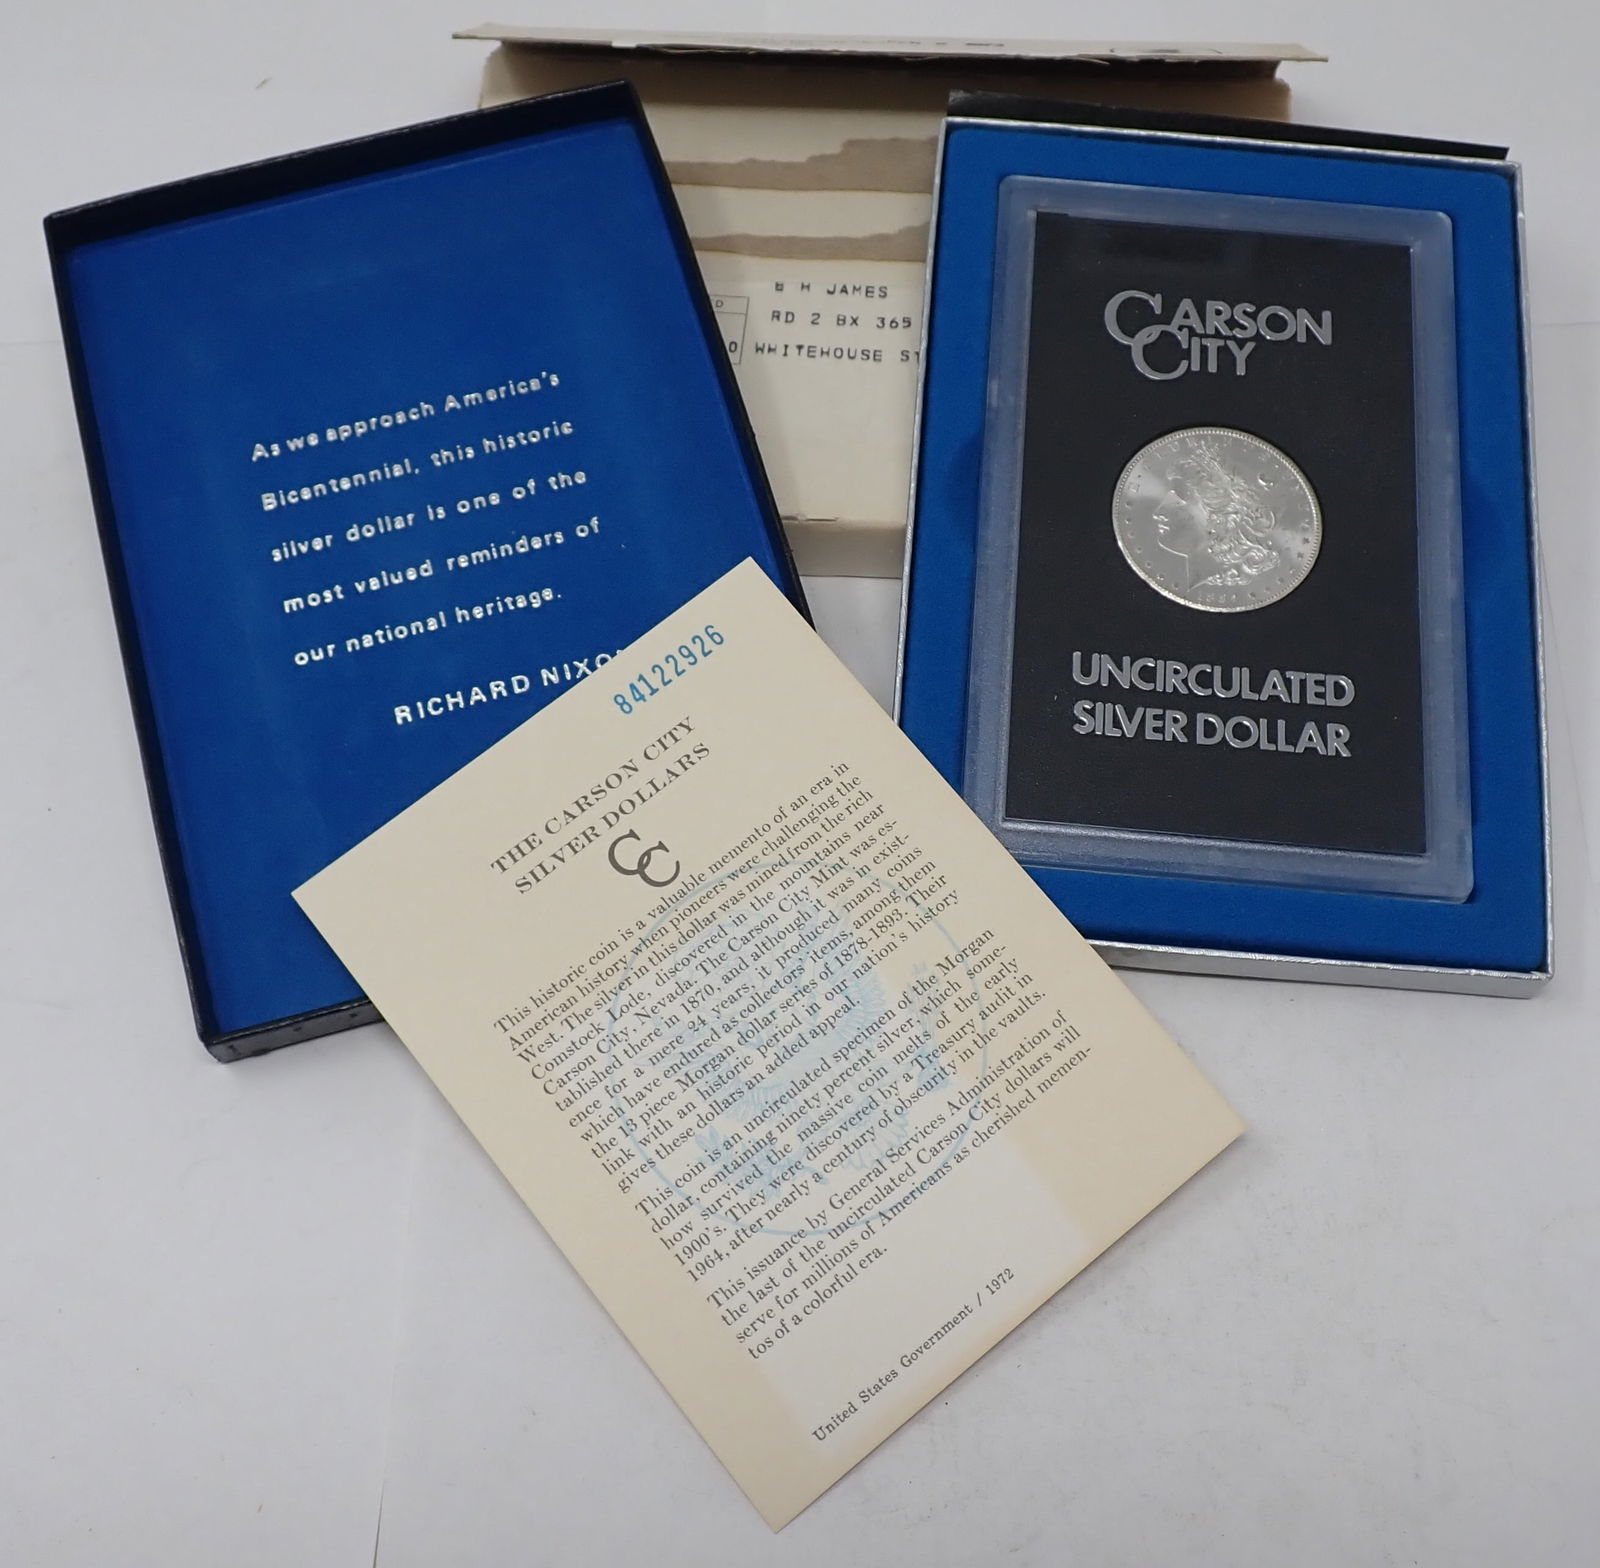 As we approach America's
Bicentennial, this historic
silver dollar is one of the
most valued reminders of
our national heritage.
RICHARD NIXO
H JAMES
RD 2 BX 365
WHITEHOUSE ST
CARSON
CITY
UNCIRCULATED
SILVER DOLLAR
84122926
THE CARSON CITY
SILVER DOLLARS
CC
This historic coin is a valuable memento of an era in
American history when pioneers were challenging the
West. The silver in this dollar was mined from the rich
Comstock Lode, discovered in the mountains near
Carson City, Nevada. The Carson City Mint was es-
tablished there in 1870, and although it was in exist-
ence for a mere 24 years, it produced many coins
which have endured as collectors' items, among them
the 13 piece Morgan dollar series of 1878-1893. Their
link with an historic period in our nation's history
gives these dollars an added appeal.
This coin is an uncirculated specimen of the Morgan
dollar, containing ninety percent silver, which some-
how survived the massive coin melts of the early
1900's. They were discovered by a Treasury audit in
1964, after nearly a century of obscurity in the vaults.
This issuance by General Services Administration of
the last of the uncirculated Carson City dollars will
serve for millions of Americans as cherished memen-
tos of a colorful era.
United States Government / 1972